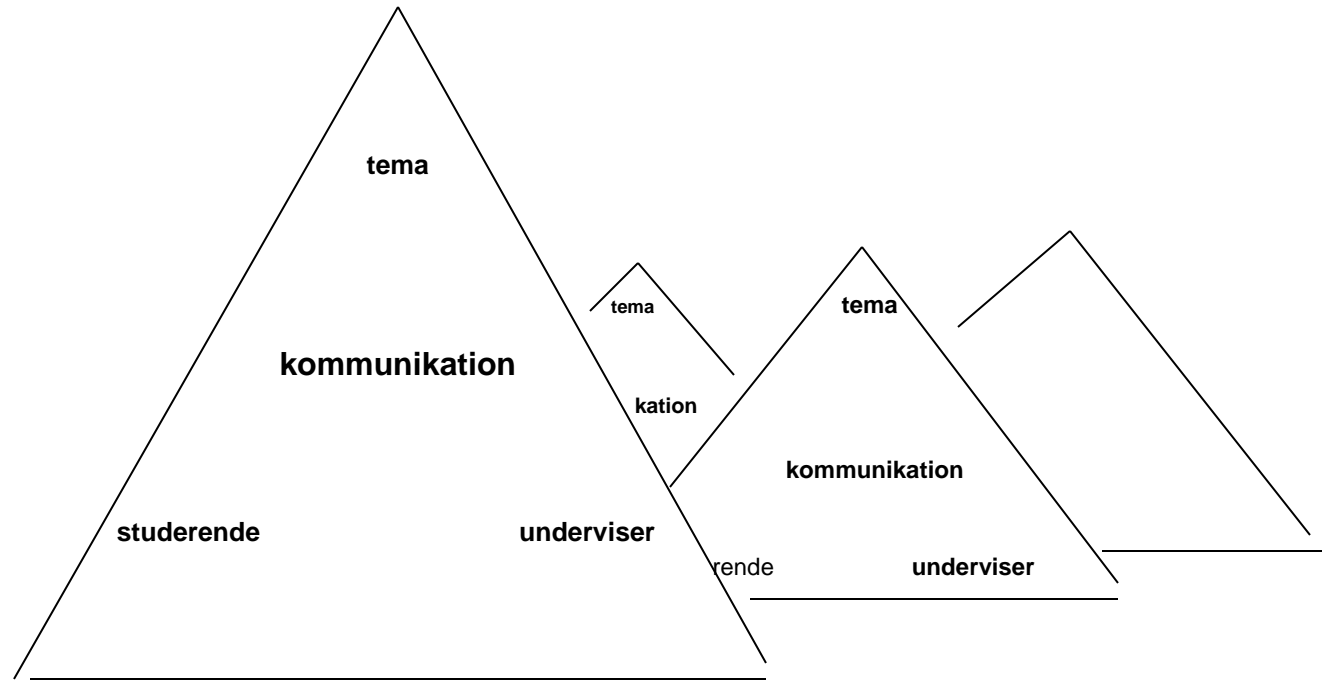 tema
kommunikation
studerende
underviser
tema
kation
tema
kommunikation
rende
underviser